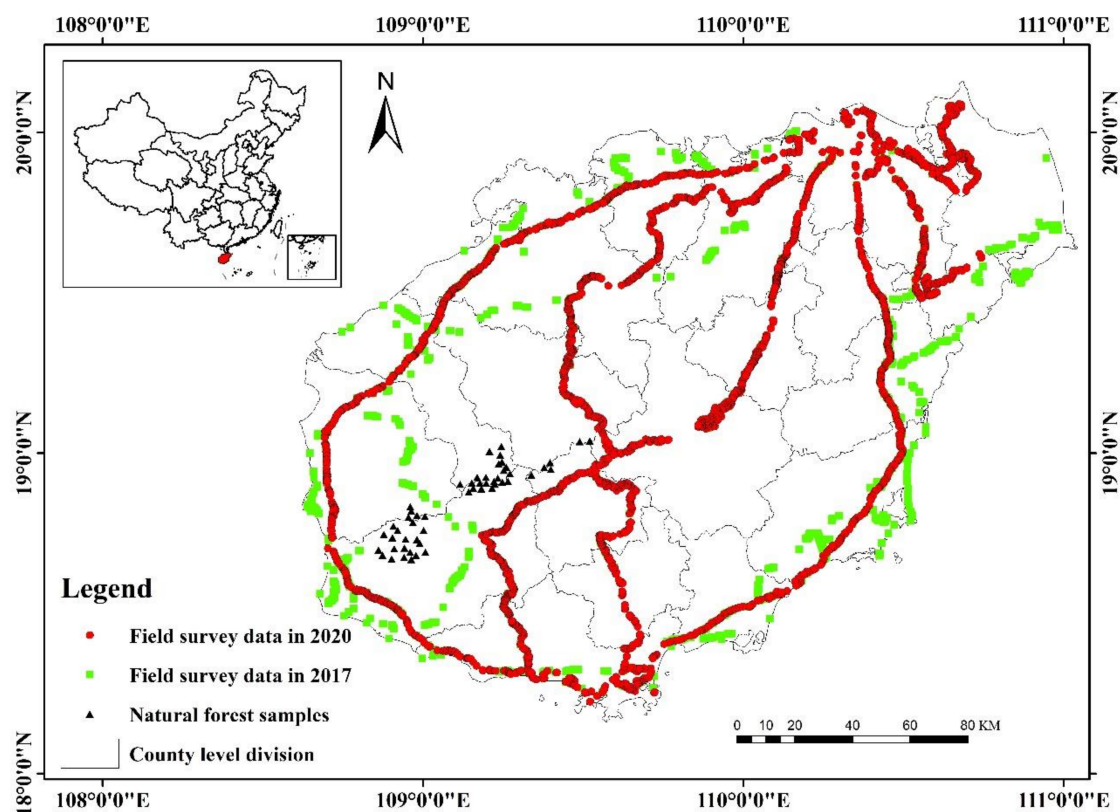 108°0'0"E 109°0'0"E 110°0'0"E 111°0'0"E
20°0'0"N
N
20°0'0"N
19°0'0"N
19°0'0"N
Legend
Field survey data in 2020
Field survey data in 2017
Natural forest samples
County level division
0 10 20 40 60 80 KM
18°0'0"N
18°0'0"N
108°0'0"E 109°0'0"E 110°0'0"E 111°0'0"E